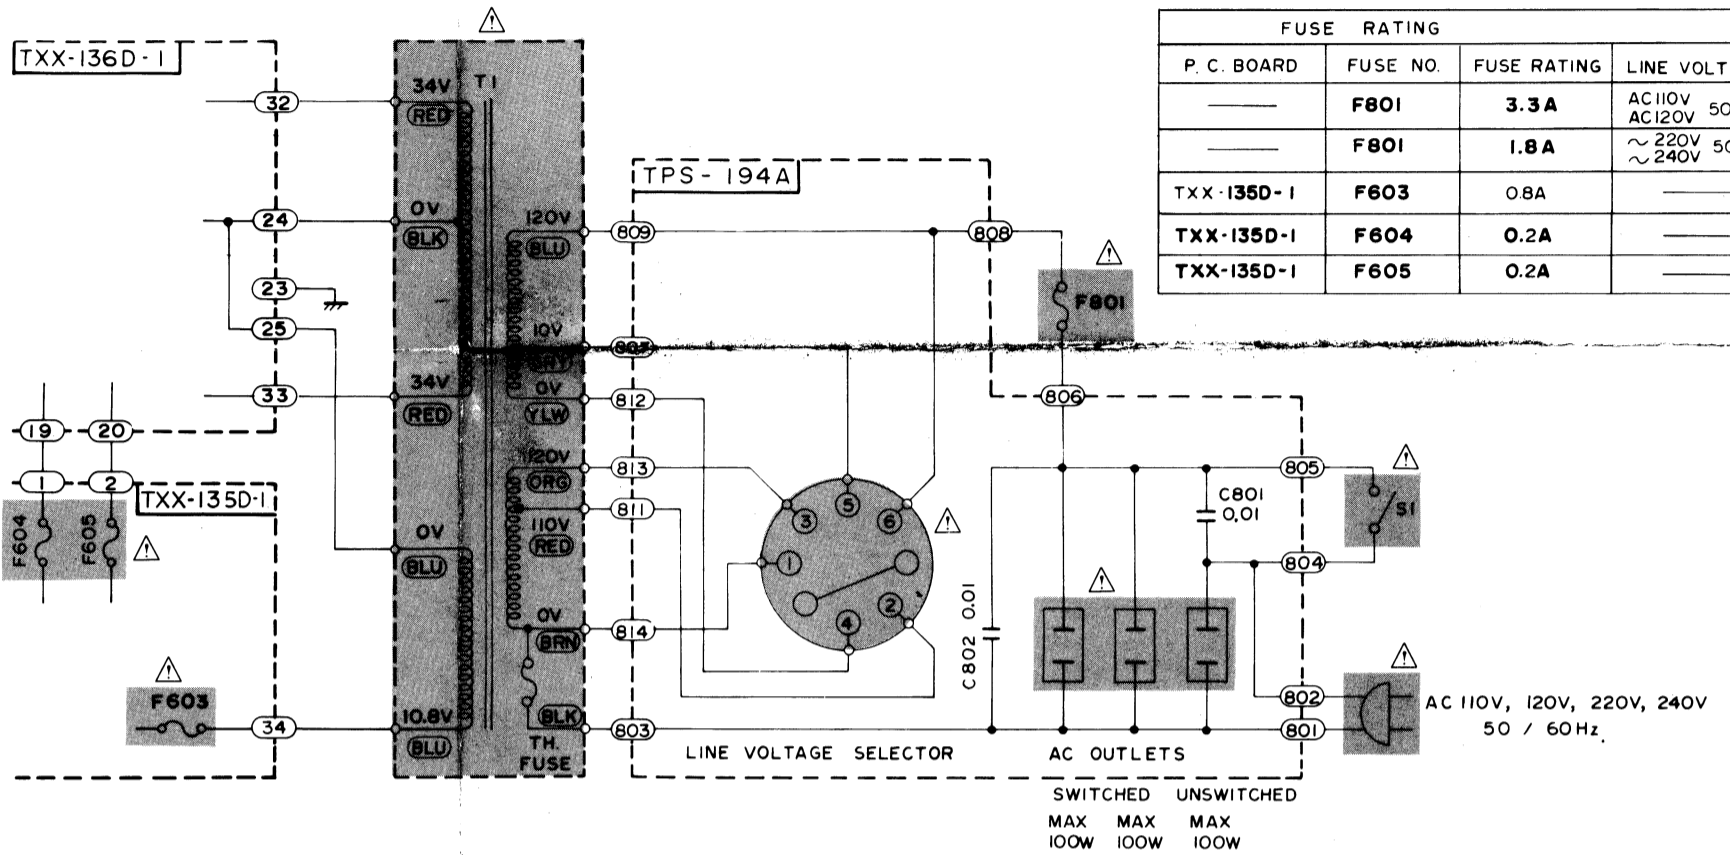 TXX-136D-1
32
24
23
25
33
19
20
1
2
TXX-135D-1
F604
F605
F603
34
T1
34V
RED
0V
BLK
34V
RED
0V
BLU
10.8V
BLU
120V
BLU
10V
GRY
0V
YLW
120V
ORG
110V
RED
0V
BRN
BLK
TH.
FUSE
TPS-194A
809
807
812
813
811
814
803
808
806
805
804
802
801
3
5
6
1
2
4
LINE VOLTAGE SELECTOR
F801
C802 0.01
C801
0.01
S1
AC OUTLETS
SWITCHED UNSWITCHED
MAX MAX MAX
100W 100W 100W
AC 110V, 120V, 220V, 240V
50 / 60Hz.
FUSE RATING
P. C. BOARD FUSE NO. FUSE RATING LINE VOLT
F801 3.3A AC110V
AC120V 50
F801 1.8A ~220V
~240V 50
TXX-135D-1 F603 0.8A
TXX-135D-1 F604 0.2A
TXX-135D-1 F605 0.2A